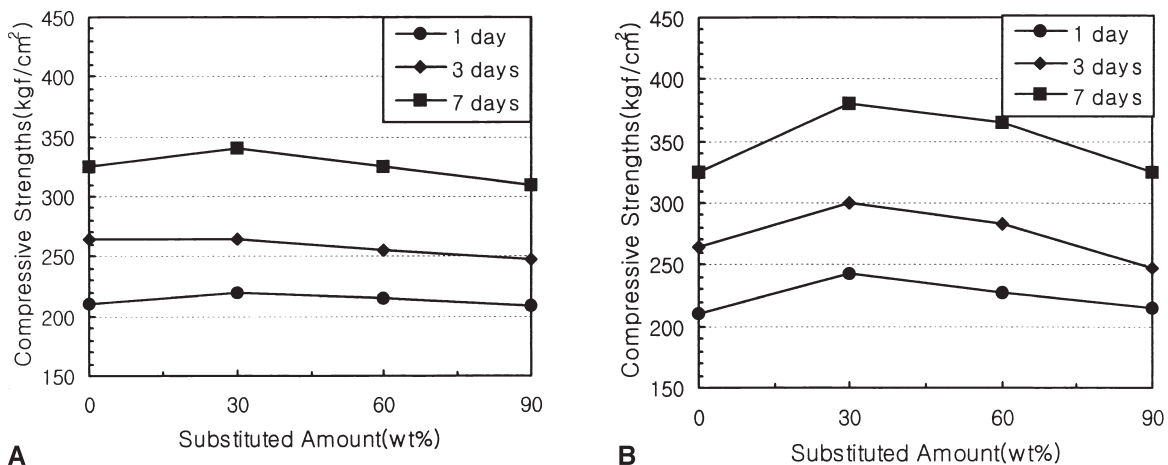 Compressive Strengths(kgf/cm²)
450
400
350
300
250
200
150
1 day
3 days
7 days
0 30 60 90
Substituted Amount(wt%)
A
Compressive Strengths(kgf/cm²)
450
400
350
300
250
200
150
1 day
3 days
7 days
0 30 60 90
Substituted Amount(wt%)
B